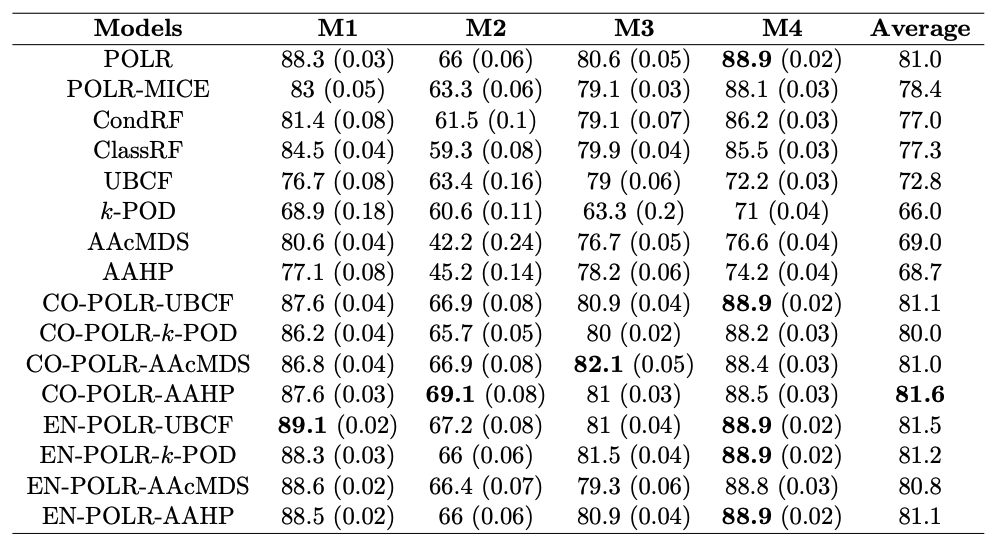 Models M1 M2 M3 M4 Average
POLR 88.3 (0.03) 66 (0.06) 80.6 (0.05) 88.9 (0.02) 81.0
POLR-MICE 83 (0.05) 63.3 (0.06) 79.1 (0.03) 88.1 (0.03) 78.4
CondRF 81.4 (0.08) 61.5 (0.1) 79.1 (0.07) 86.2 (0.03) 77.0
ClassRF 84.5 (0.04) 59.3 (0.08) 79.9 (0.04) 85.5 (0.03) 77.3
UBCF 76.7 (0.08) 63.4 (0.16) 79 (0.06) 72.2 (0.03) 72.8
k-POD 68.9 (0.18) 60.6 (0.11) 63.3 (0.2) 71 (0.04) 66.0
AAcMDS 80.6 (0.04) 42.2 (0.24) 76.7 (0.05) 76.6 (0.04) 69.0
AAHP 77.1 (0.08) 45.2 (0.14) 78.2 (0.06) 74.2 (0.04) 68.7
CO-POLR-UBCF 87.6 (0.04) 66.9 (0.08) 80.9 (0.04) 88.9 (0.02) 81.1
CO-POLR-k-POD 86.2 (0.04) 65.7 (0.05) 80 (0.02) 88.2 (0.03) 80.0
CO-POLR-AAcMDS 86.8 (0.04) 66.9 (0.08) 82.1 (0.05) 88.4 (0.03) 81.0
CO-POLR-AAHP 87.6 (0.03) 69.1 (0.08) 81 (0.03) 88.5 (0.03) 81.6
EN-POLR-UBCF 89.1 (0.02) 67.2 (0.08) 81 (0.04) 88.9 (0.02) 81.5
EN-POLR-k-POD 88.3 (0.03) 66 (0.06) 81.5 (0.04) 88.9 (0.02) 81.2
EN-POLR-AAcMDS 88.6 (0.02) 66.4 (0.07) 79.3 (0.06) 88.8 (0.03) 80.8
EN-POLR-AAHP 88.5 (0.02) 66 (0.06) 80.9 (0.04) 88.9 (0.02) 81.1